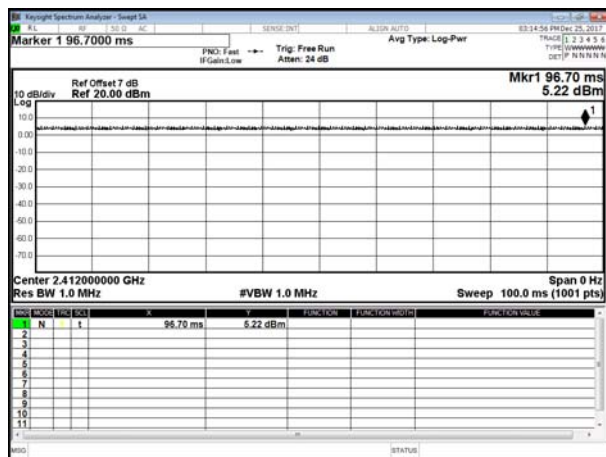 Keysight Spectrum Analyzer - Swept SA
RL RF 50 Ω AC SENSE:INT ALIGN AUTO 03:14:56 PM Dec 25, 2017
Marker 1 96.7000 ms
PNO: Fast Trig: Free Run Avg Type: Log-Pwr TRACE 1 2 3 4 5 6
IFGain:Low Atten: 24 dB TYPE WWWWWW
DET P N N N N N
Mkr1 96.70 ms
5.22 dBm
Ref Offset 7 dB
10 dB/div Ref 20.00 dBm
Log
1
10.0
0.00
-10.0
-20.0
-30.0
-40.0
-50.0
-60.0
-70.0
Center 2.412000000 GHz Span 0 Hz
Res BW 1.0 MHz #VBW 1.0 MHz Sweep 100.0 ms (1001 pts)
MKR MODE TRC SCL X Y FUNCTION FUNCTION WIDTH FUNCTION VALUE
1 N t 96.70 ms 5.22 dBm
2
3
4
5
6
7
8
9
10
11
MSG STATUS